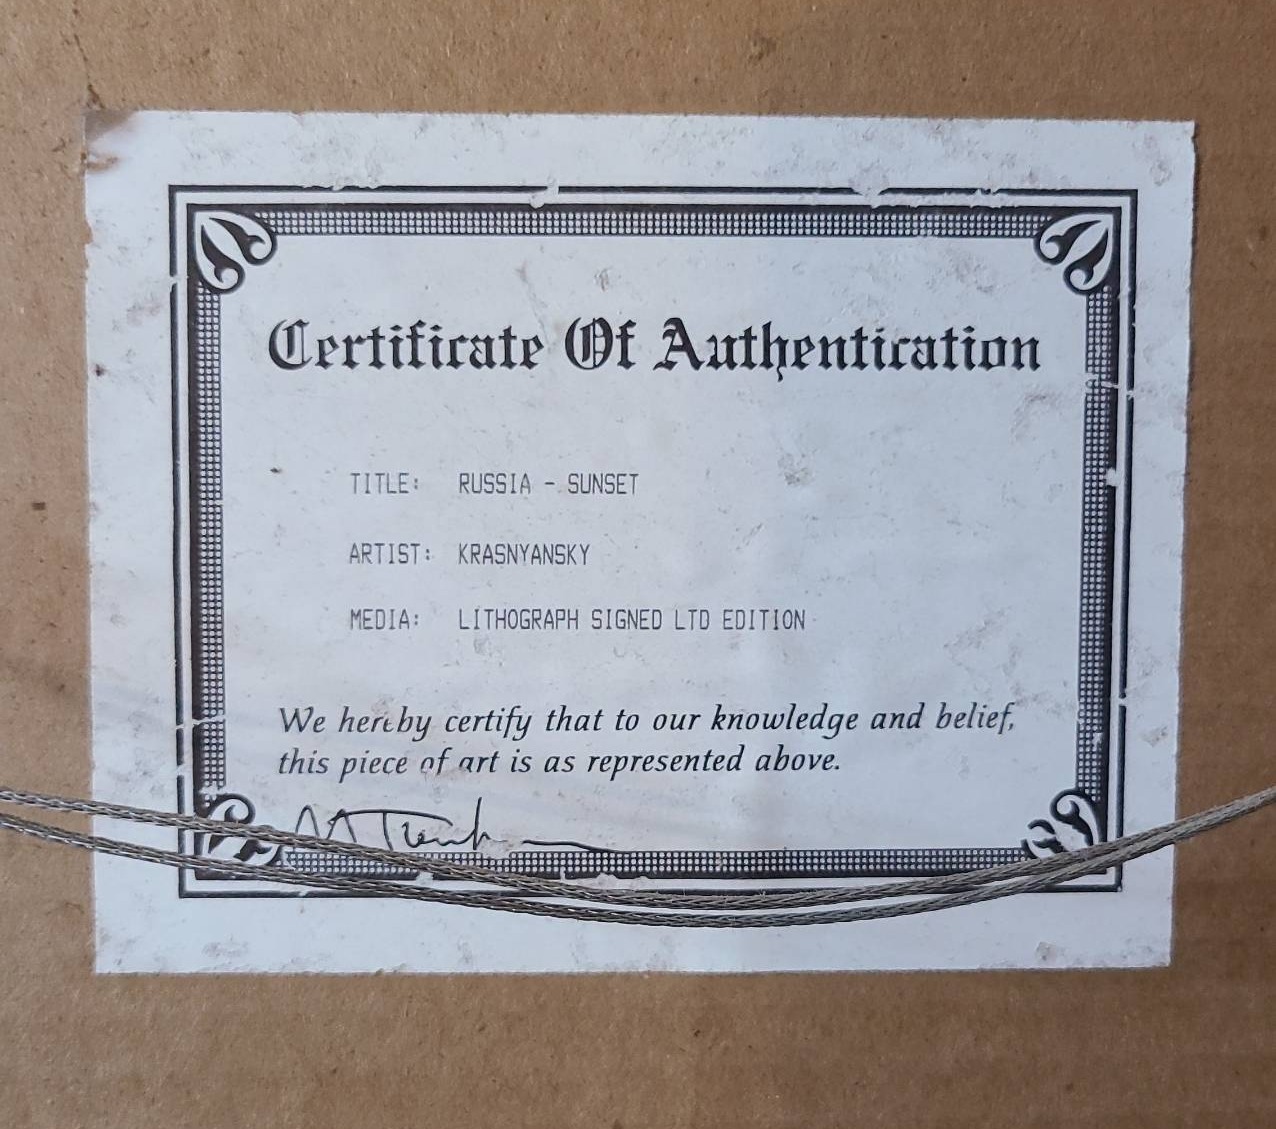 Certificate Of Authentication
TITLE: RUSSIA - SUNSET
ARTIST: KRASNYANSKY
MEDIA: LITHOGRAPH SIGNED LTD EDITION
We hereby certify that to our knowledge and belief,
this piece of art is as represented above.